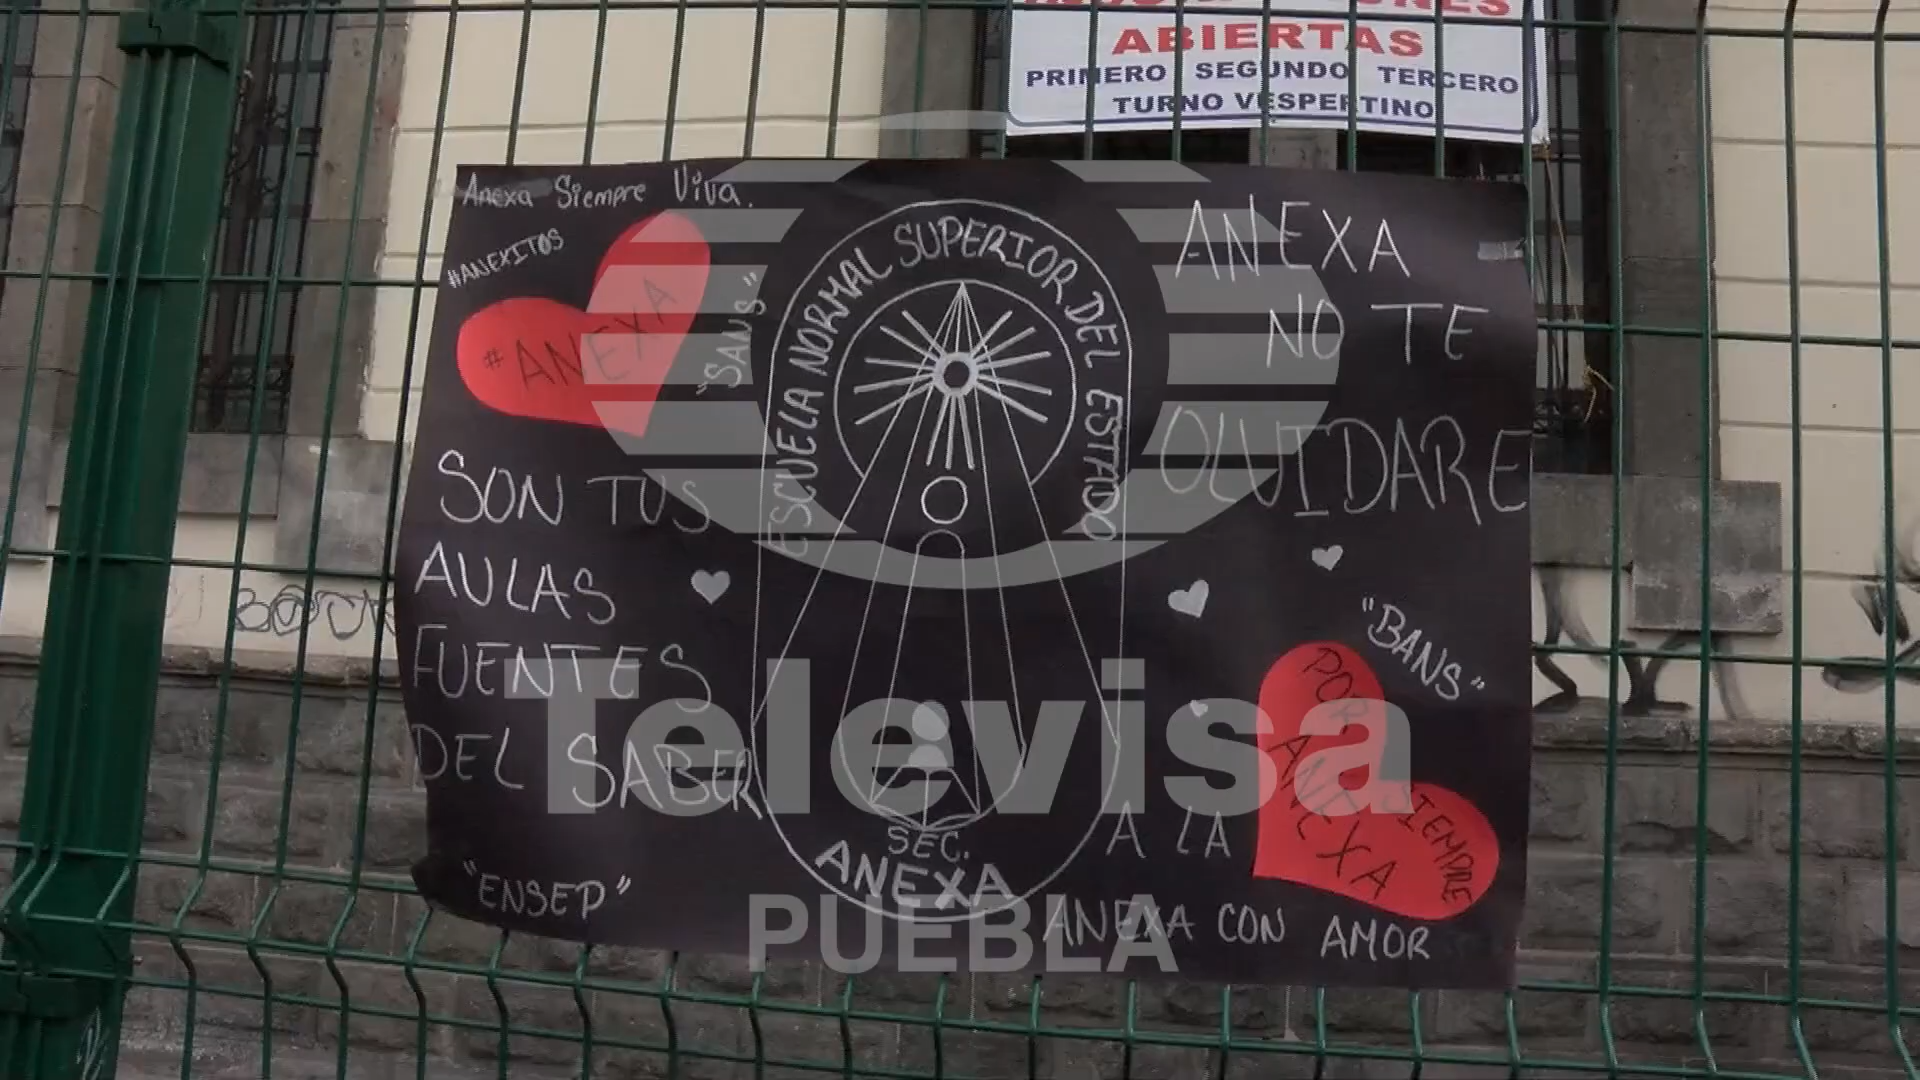 ABIERTAS
PRIMERO SEGUNDO TERCERO
TURNO VESPERTINO
Anexa Siempre Viva.
#ANEXITOS
#ANEXA
"SANS"
SON TUS
AULAS
FUENTES
DEL SABER
"ENSEP"
ESCUELA NORMAL SUPERIOR DEL ESTADO
SEC.
ANEXA
ANEXA
NO TE
OLVIDARE
"BANS"
POR SIEMPRE
ANEXA
A LA
ANEXA CON AMOR
Televisa
PUEBLA